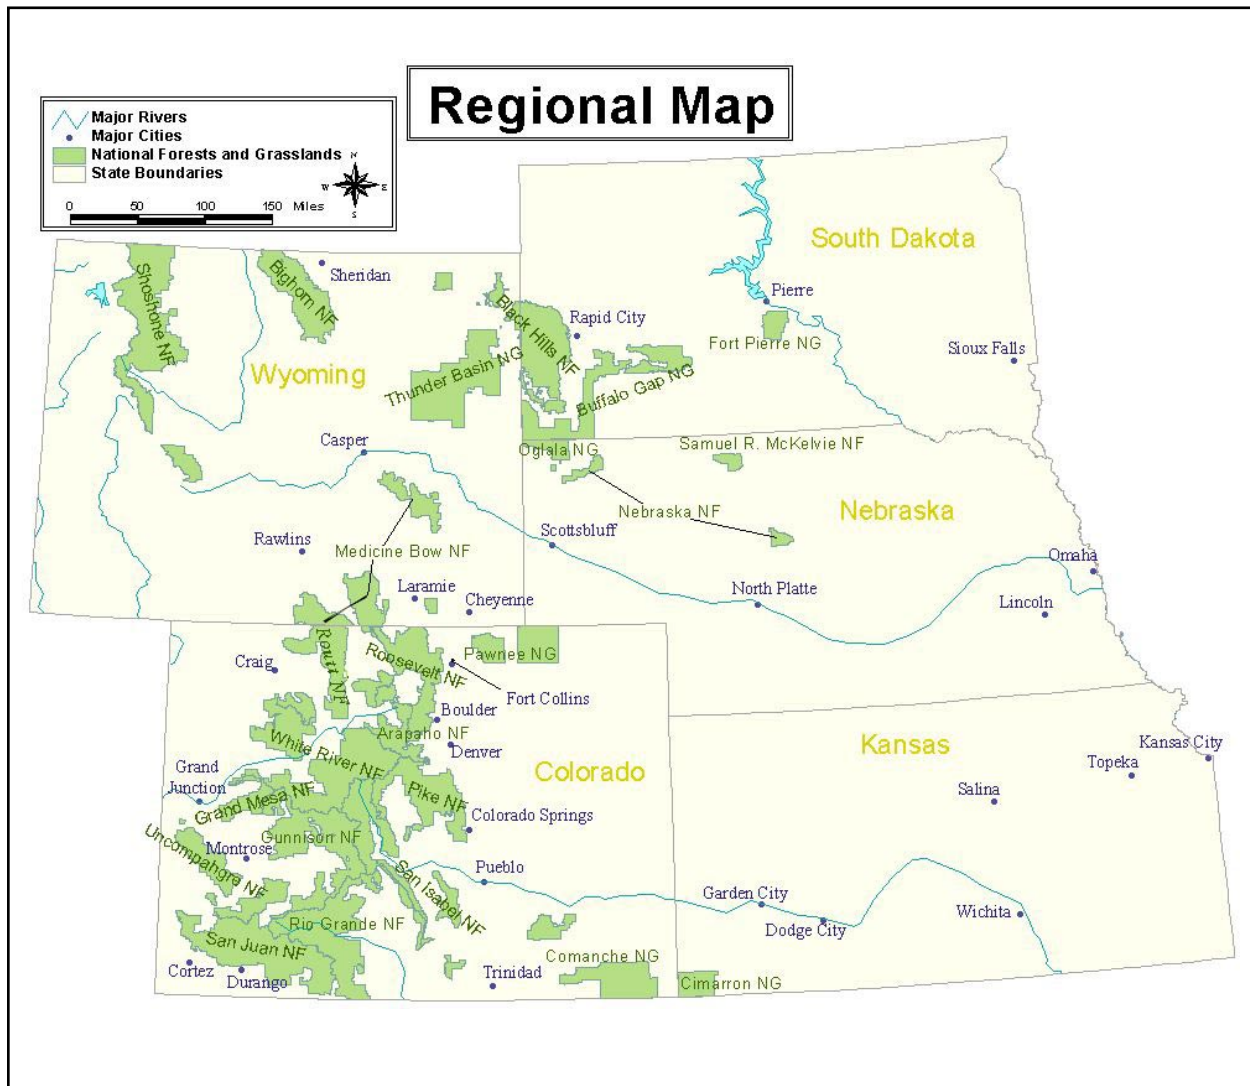 Regional Map
Major Rivers
Major Cities
National Forests and Grasslands
State Boundaries
N
W
E
S
0
50
100
150
Miles
South Dakota
Shoshone NF
Bighorn NF
Sheridan
Pierre
Black Hills NF
Rapid City
Fort Pierre NG
Sioux Falls
Wyoming
Thunder Basin NG
Buffalo Gap NG
Casper
Oglala NG
Samuel R. McKelvie NF
Nebraska NF
Nebraska
Rawlins
Medicine Bow NF
Scottsbluff
Omaha
Laramie
Cheyenne
North Platte
Lincoln
Routt NF
Roosevelt NF
Pawnee NG
Craig
Fort Collins
Boulder
Arapaho NF
Denver
White River NF
Kansas
Kansas City
Grand
Junction
Colorado
Topeka
Pike NF
Salina
Grand Mesa NF
Colorado Springs
Uncompahgre NF
Montrose
Gunnison NF
San Isabel NF
Pueblo
Garden City
Wichita
Rio Grande NF
Dodge City
San Juan NF
Comanche NG
Cortez
Durango
Trinidad
Cimarron NG